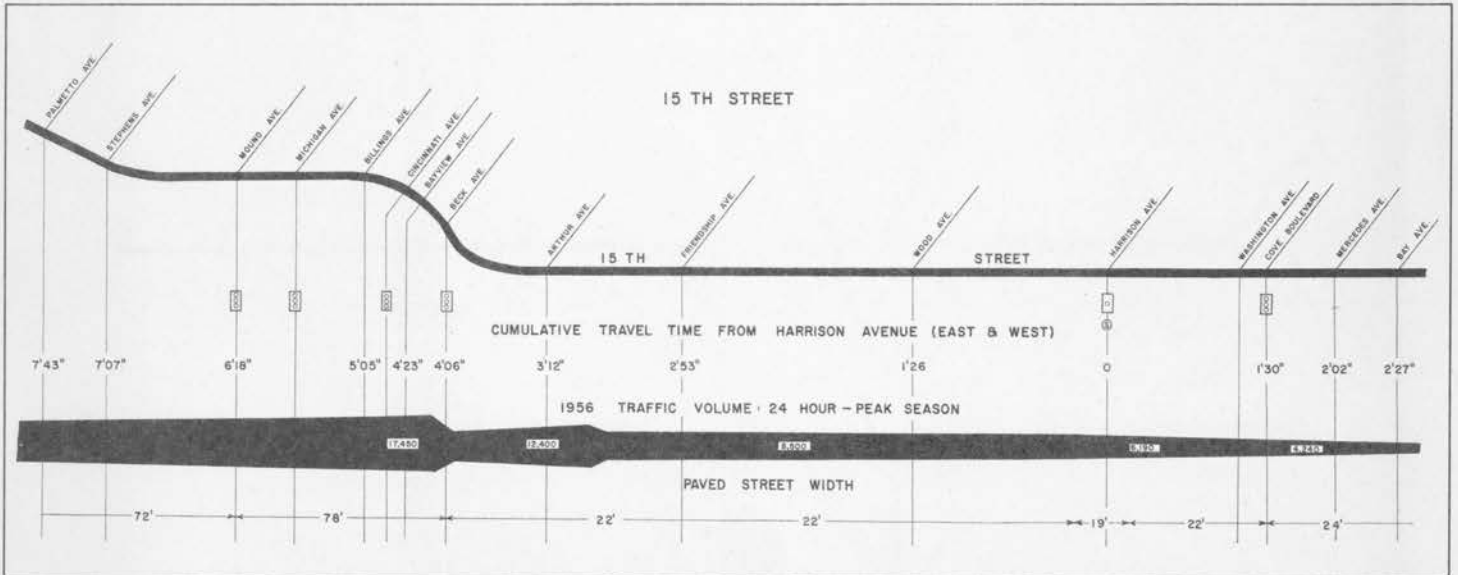 15 TH STREET
PALMETTO AVE.
STEPHENS AVE.
MOUND AVE.
MICHIGAN AVE.
BILLINGS AVE.
CINCINNATI AVE.
BAYVIEW AVE.
BECK AVE.
ARTHUR AVE.
FRIENDSHIP AVE.
WOOD AVE.
HARRISON AVE.
WASHINGTON AVE.
COVE BOULEVARD
MERCEDES AVE.
BAY AVE.
15 TH STREET
CUMULATIVE TRAVEL TIME FROM HARRISON AVENUE (EAST & WEST)
7'43" 7'07" 6'18" 5'05" 4'23" 4'06" 3'12" 2'53" 1'26 0 1'30" 2'02" 2'27"
1956 TRAFFIC VOLUME: 24 HOUR – PEAK SEASON
17,450 12,400 8,190 4,240
PAVED STREET WIDTH
72' 78' 22' 22' 19' 22' 24'